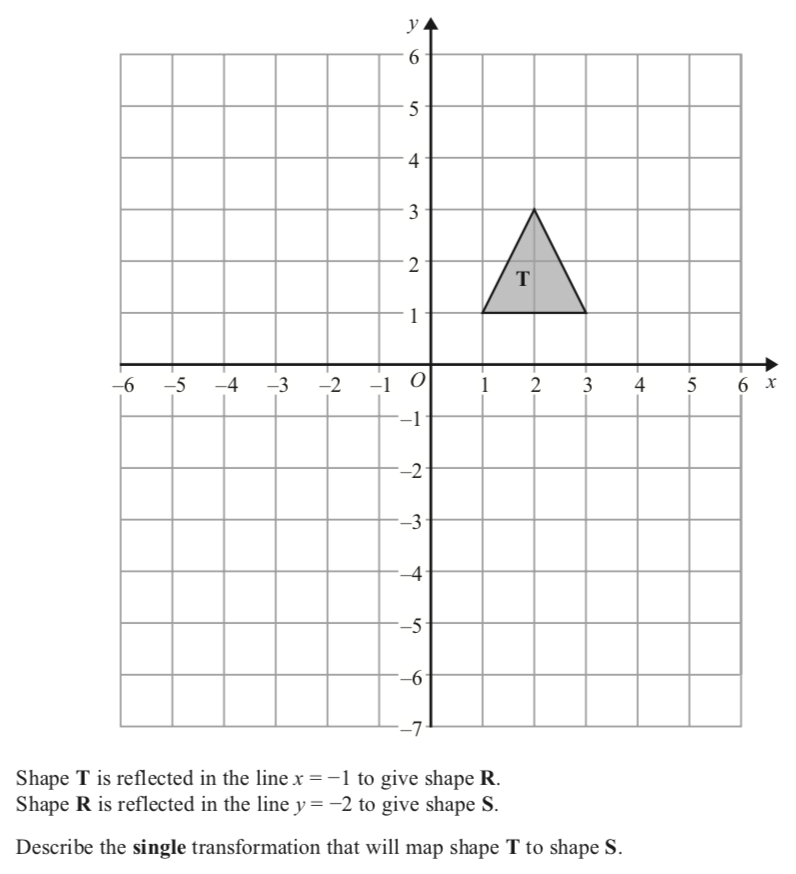 y
6
5
4
3
2
T
1
–6 –5 –4 –3 –2 –1 O 1 2 3 4 5 6 x
–1
–2
–3
–4
–5
–6
–7
Shape T is reflected in the line x = −1 to give shape R.
Shape R is reflected in the line y = −2 to give shape S.
Describe the single transformation that will map shape T to shape S.